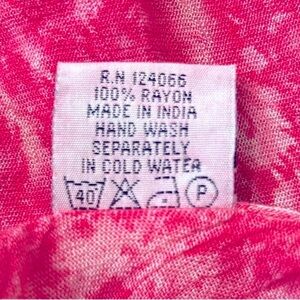 R.N 124066
100% RAYON
MADE IN INDIA
HAND WASH
SEPARATELY
IN COLD WATER
40 P